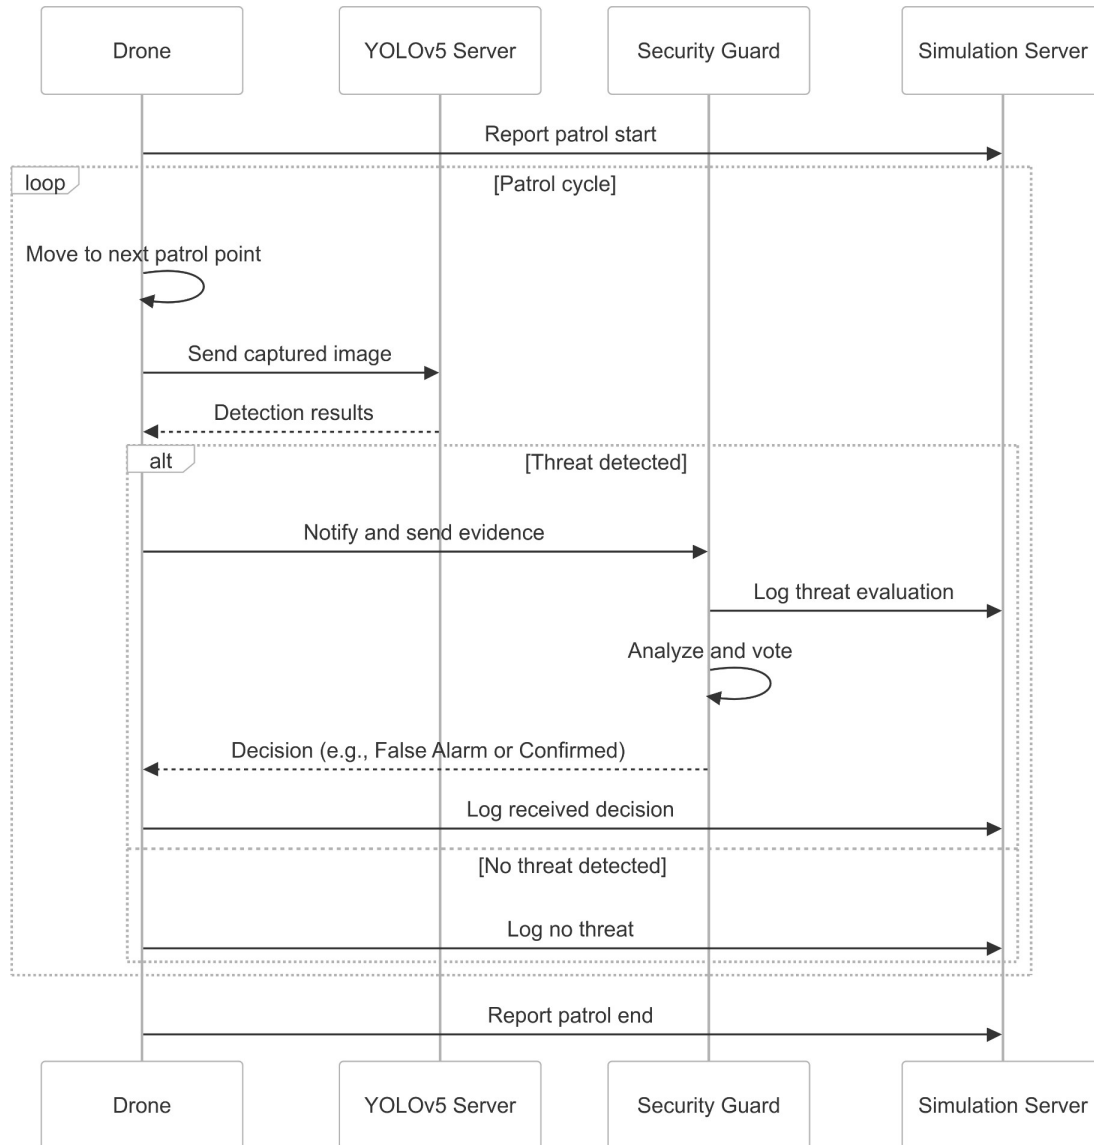 Drone
YOLOv5 Server
Security Guard
Simulation Server
Report patrol start
loop
[Patrol cycle]
Move to next patrol point
Send captured image
Detection results
alt
[Threat detected]
Notify and send evidence
Log threat evaluation
Analyze and vote
Decision (e.g., False Alarm or Confirmed)
Log received decision
[No threat detected]
Log no threat
Report patrol end
Drone
YOLOv5 Server
Security Guard
Simulation Server